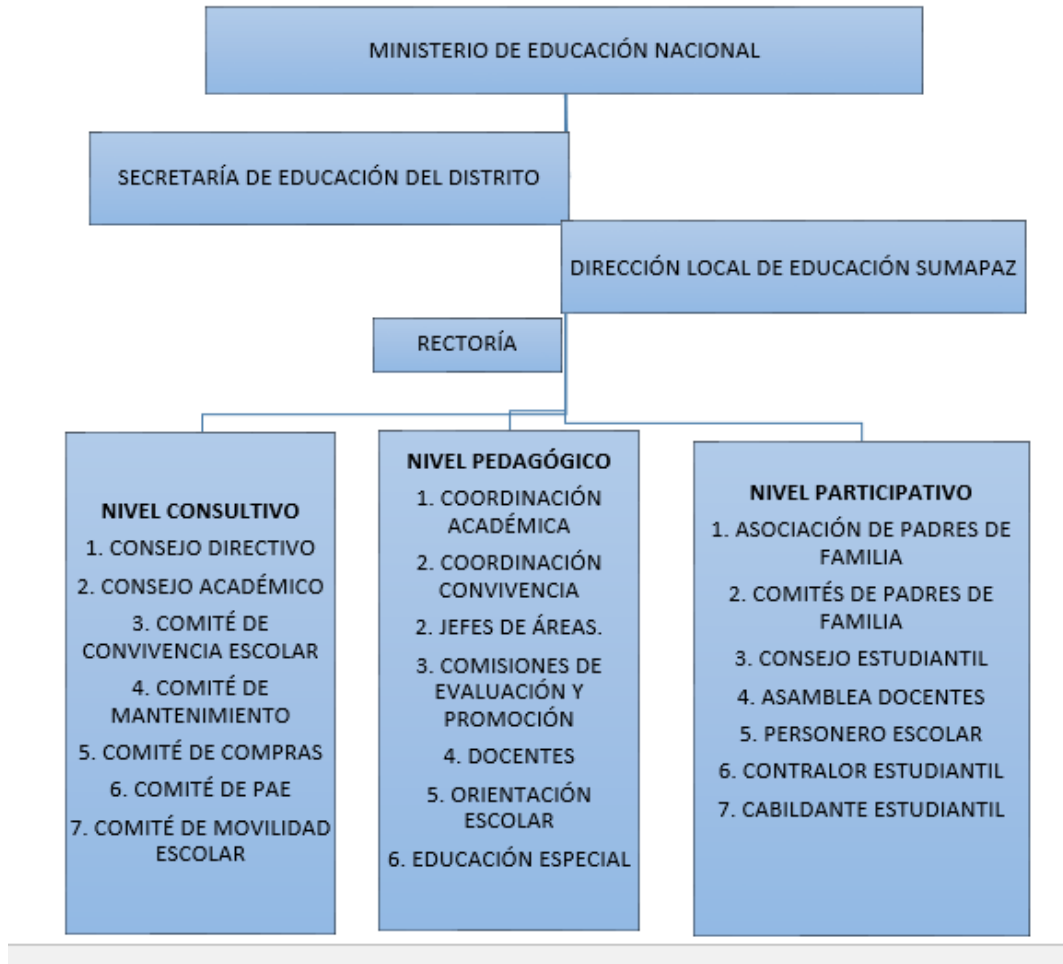 MINISTERIO DE EDUCACIÓN NACIONAL
SECRETARÍA DE EDUCACIÓN DEL DISTRITO
DIRECCIÓN LOCAL DE EDUCACIÓN SUMAPAZ
RECTORÍA
NIVEL CONSULTIVO
1. CONSEJO DIRECTIVO
2. CONSEJO ACADÉMICO
3. COMITÉ DE
CONVIVENCIA ESCOLAR
4. COMITÉ DE
MANTENIMIENTO
5. COMITÉ DE COMPRAS
6. COMITÉ DE PAE
7. COMITÉ DE MOVILIDAD
ESCOLAR
NIVEL PEDAGÓGICO
1. COORDINACIÓN
ACADÉMICA
2. COORDINACIÓN
CONVIVENCIA
2. JEFES DE ÁREAS.
3. COMISIONES DE
EVALUACIÓN Y
PROMOCIÓN
4. DOCENTES
5. ORIENTACIÓN
ESCOLAR
6. EDUCACIÓN ESPECIAL
NIVEL PARTICIPATIVO
1. ASOCIACIÓN DE PADRES DE
FAMILIA
2. COMITÉS DE PADRES DE
FAMILIA
3. CONSEJO ESTUDIANTIL
4. ASAMBLEA DOCENTES
5. PERSONERO ESCOLAR
6. CONTRALOR ESTUDIANTIL
7. CABILDANTE ESTUDIANTIL